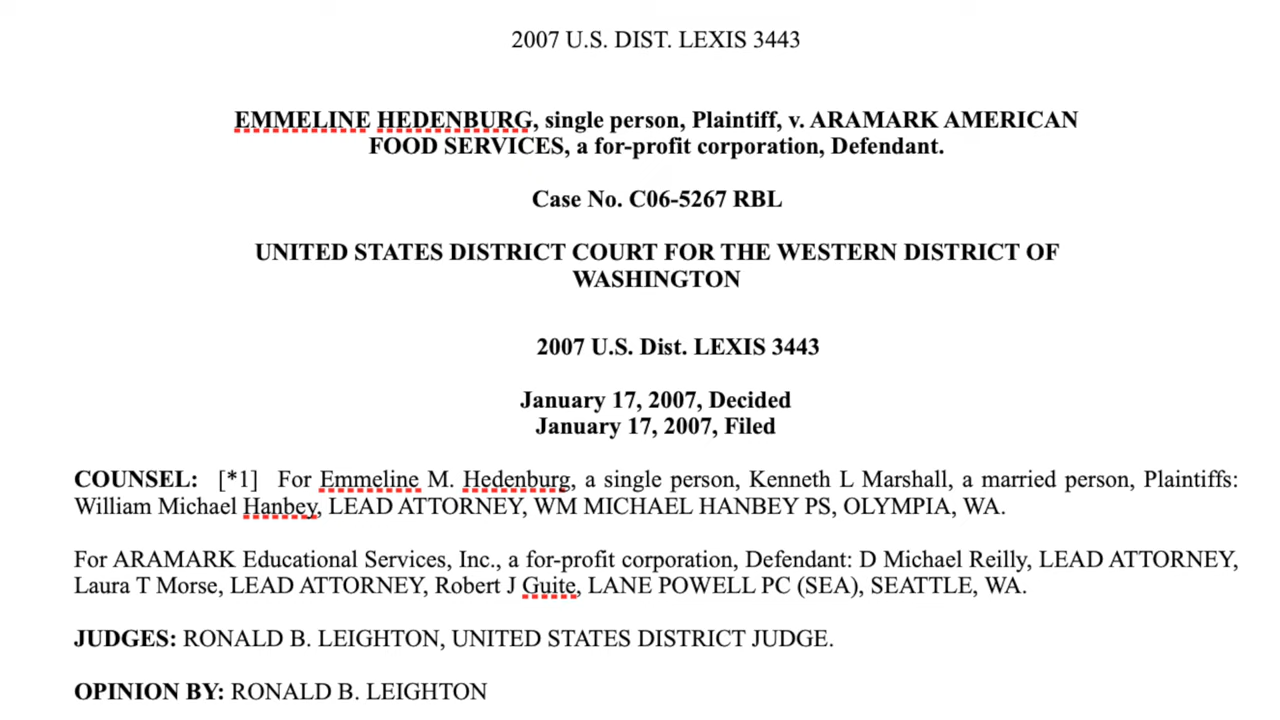 2007 U.S. DIST. LEXIS 3443
EMMELINE HEDENBURG, single person, Plaintiff, v. ARAMARK AMERICAN
FOOD SERVICES, a for-profit corporation, Defendant.
Case No. C06-5267 RBL
UNITED STATES DISTRICT COURT FOR THE WESTERN DISTRICT OF
WASHINGTON
2007 U.S. Dist. LEXIS 3443
January 17, 2007, Decided
January 17, 2007, Filed
COUNSEL: [*1] For Emmeline M. Hedenburg, a single person, Kenneth L Marshall, a married person, Plaintiffs:
William Michael Hanbey, LEAD ATTORNEY, WM MICHAEL HANBEY PS, OLYMPIA, WA.
For ARAMARK Educational Services, Inc., a for-profit corporation, Defendant: D Michael Reilly, LEAD ATTORNEY,
Laura T Morse, LEAD ATTORNEY, Robert J Guite, LANE POWELL PC (SEA), SEATTLE, WA.
JUDGES: RONALD B. LEIGHTON, UNITED STATES DISTRICT JUDGE.
OPINION BY: RONALD B. LEIGHTON